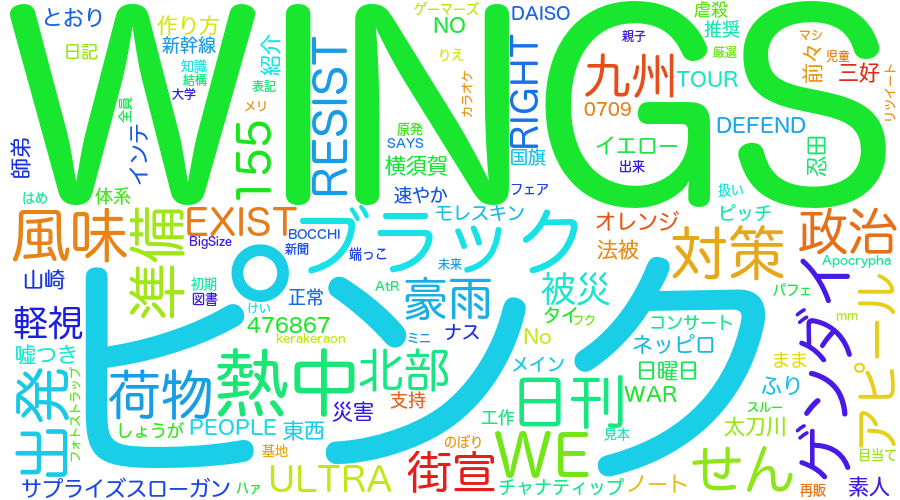 WINGS
とおり
作り方
ゲーマーズ
NO
DAISO
虐殺
推奨
日記
新幹線
紹介
RESIST
りえ
RIGHT
親子
厳選
マシ
前々
児童
三好
知識
結構
大学
表記
カラオケ
九州
TOUR
リツイート
全員
メリ
0709
155
原発
SAYS
DEFEND
師弟
インテ
横須賀
国旗
イエロー
出来
忍田
はめ
体系
速やか
フェア
扱い
ピッチ
風味
準備
EXIST
ブラック
モレスキン
オレンジ
政治
BigSize
BOCCHI
新聞
端っこ
法被
対策
未来
Apocrypha
山崎
初期
図書
ピンク
正常
AtR
豪雨
被災
ゲンダイ
パフェ
アピール
軽視
けい
476867
ナス
タイ
フク
コンサート
mm
嘘つき
kerakeraon
ミニ
No
ネッピロ
出発
フォトストラップ
荷物
熱中
北部
メイン
日曜日
まま
災害
支持
日刊
WAR
ふり
スルー
しょうが
PEOPLE
東西
工作
見本
太刀川
基地
のぼり
WE
せん
目当て
サプライズスローガン
ハァ
ULTRA
街宣
チャナティップ
ノート
再販
素人